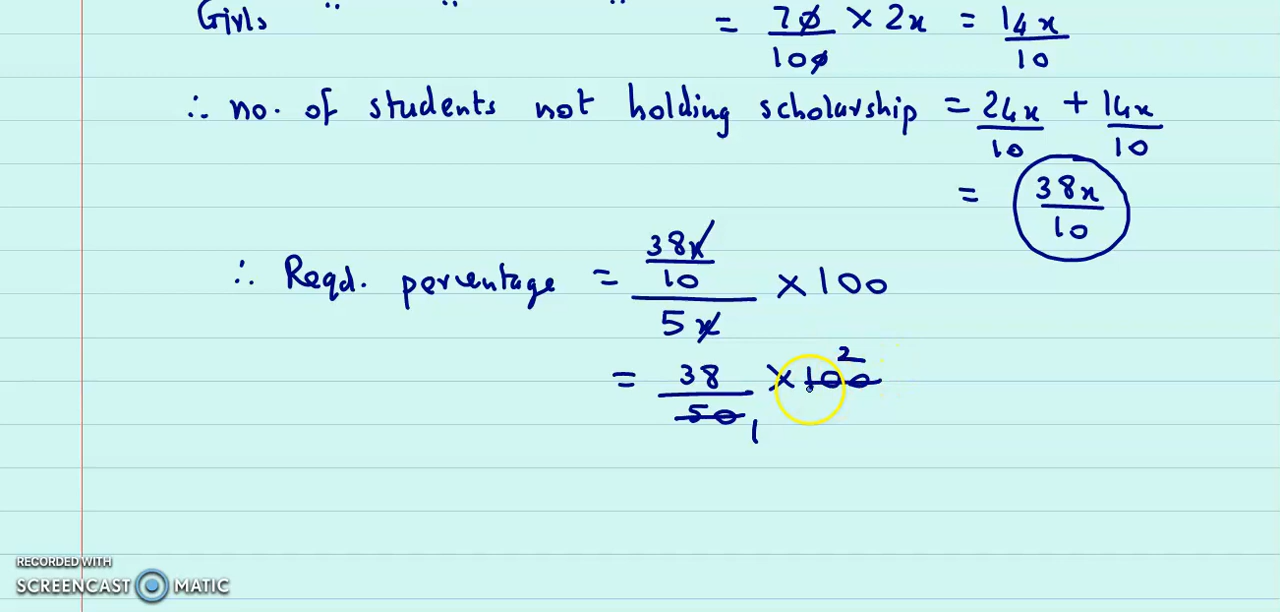 Girls " " " = 70/100 × 2x = 14x/10
∴ no. of students not holding scholarship = 24x/10 + 14x/10
= 38x/10
∴ Reqd. percentage = 38x/10 / 5x × 100
= 38/50 1 × 100 2
RECORDED WITH
SCREENCAST MATIC